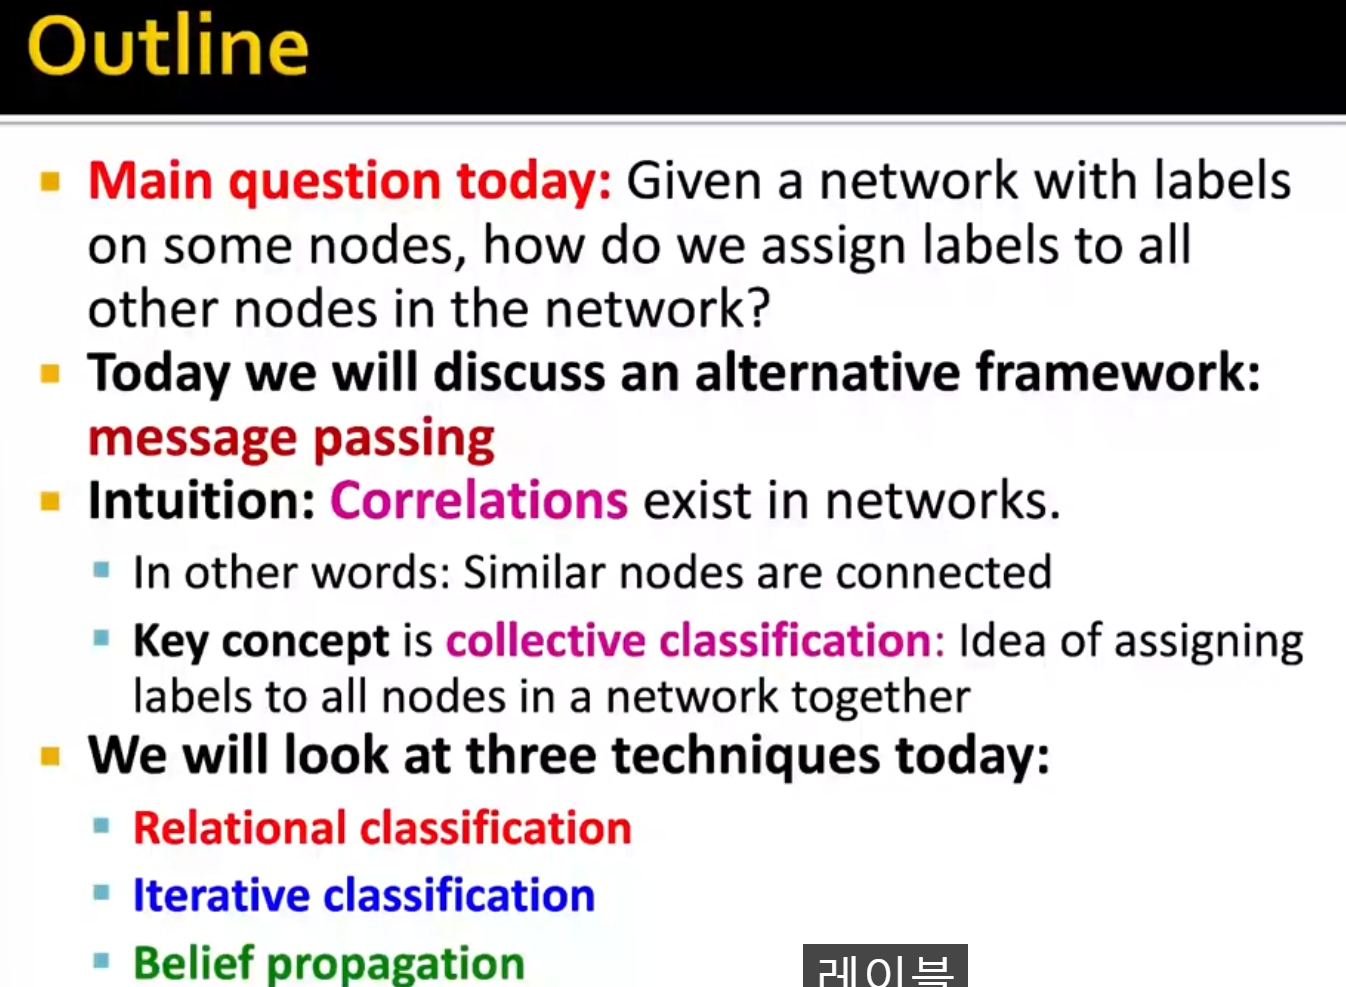 Outline
Main question today: Given a network with labels
on some nodes, how do we assign labels to all
other nodes in the network?
Today we will discuss an alternative framework:
message passing
Intuition: Correlations exist in networks.
In other words: Similar nodes are connected
Key concept is collective classification: Idea of assigning
labels to all nodes in a network together
We will look at three techniques today:
Relational classification
Iterative classification
Belief propagation
레이블